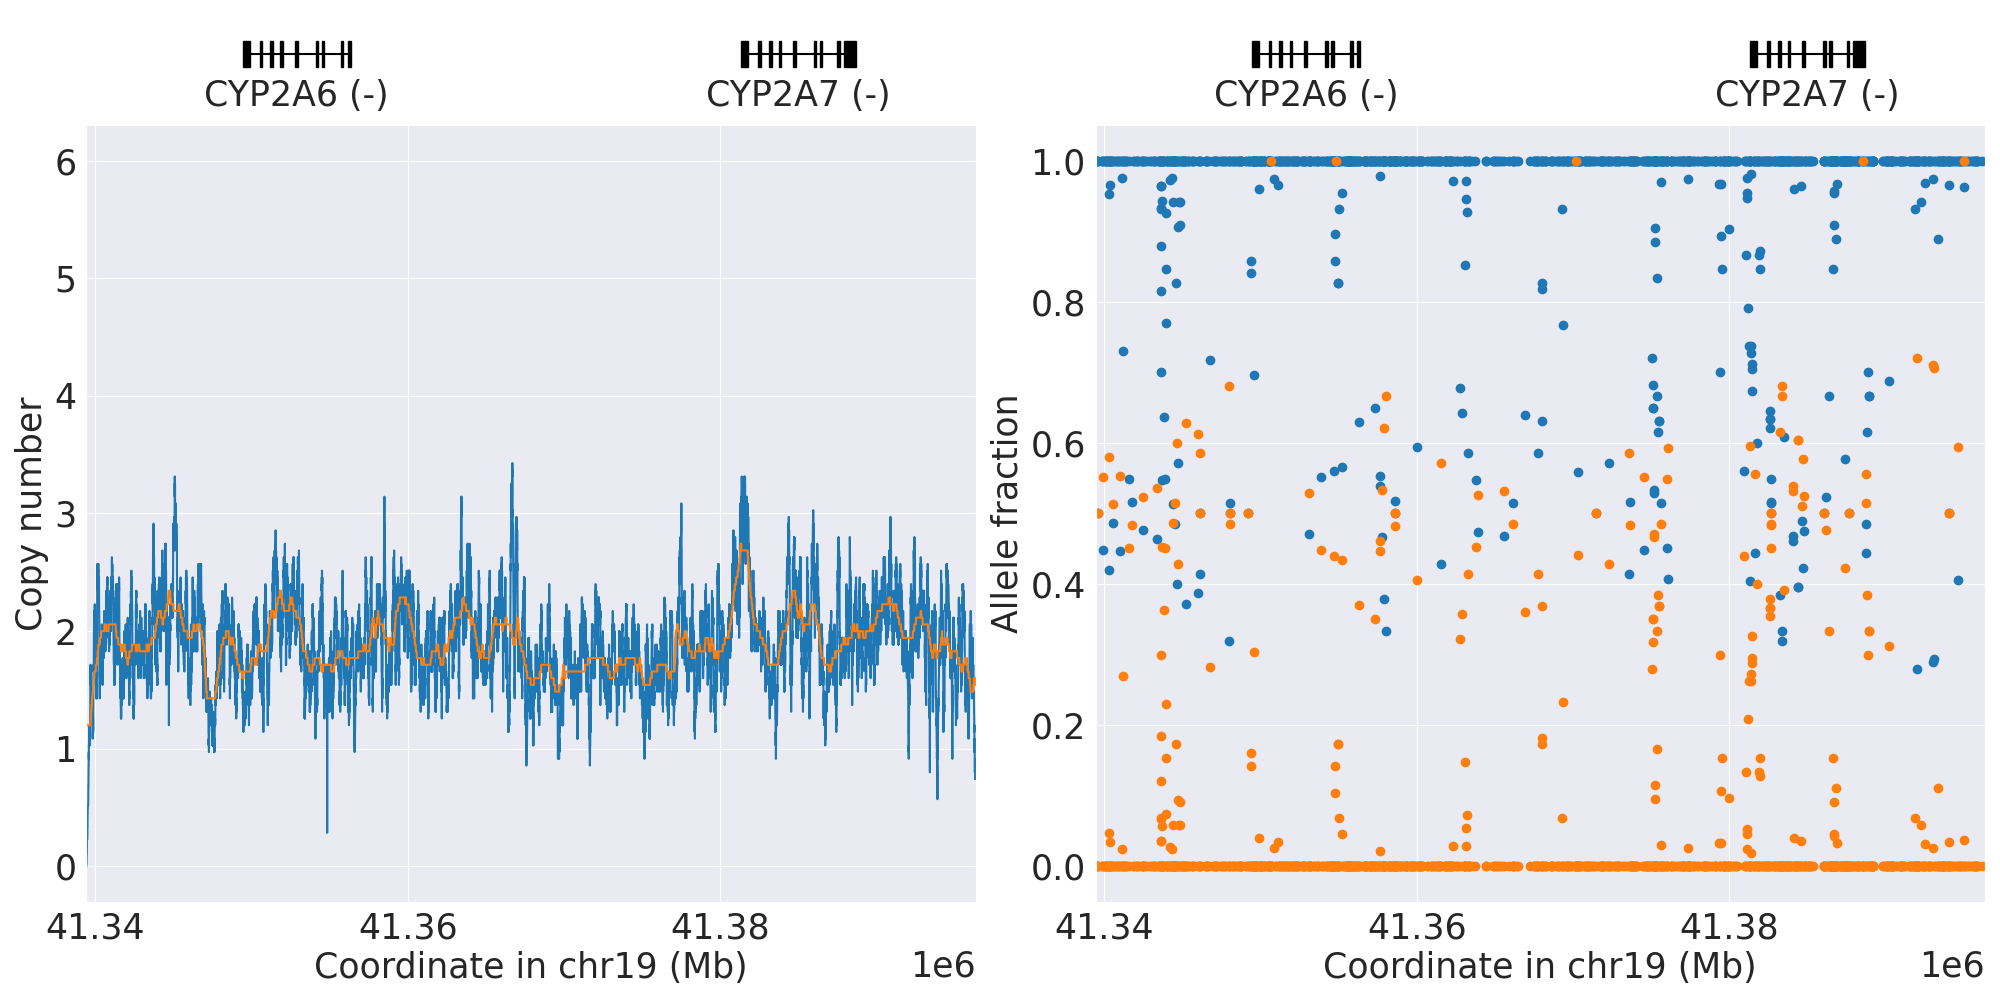 CYP2A6 (-)
CYP2A7 (-)
6
5
4
3
2
1
0
Copy number
41.34
41.36
41.38
Coordinate in chr19 (Mb)
1e6
CYP2A6 (-)
CYP2A7 (-)
1.0
0.8
0.6
0.4
0.2
0.0
Allele fraction
41.34
41.36
41.38
Coordinate in chr19 (Mb)
1e6